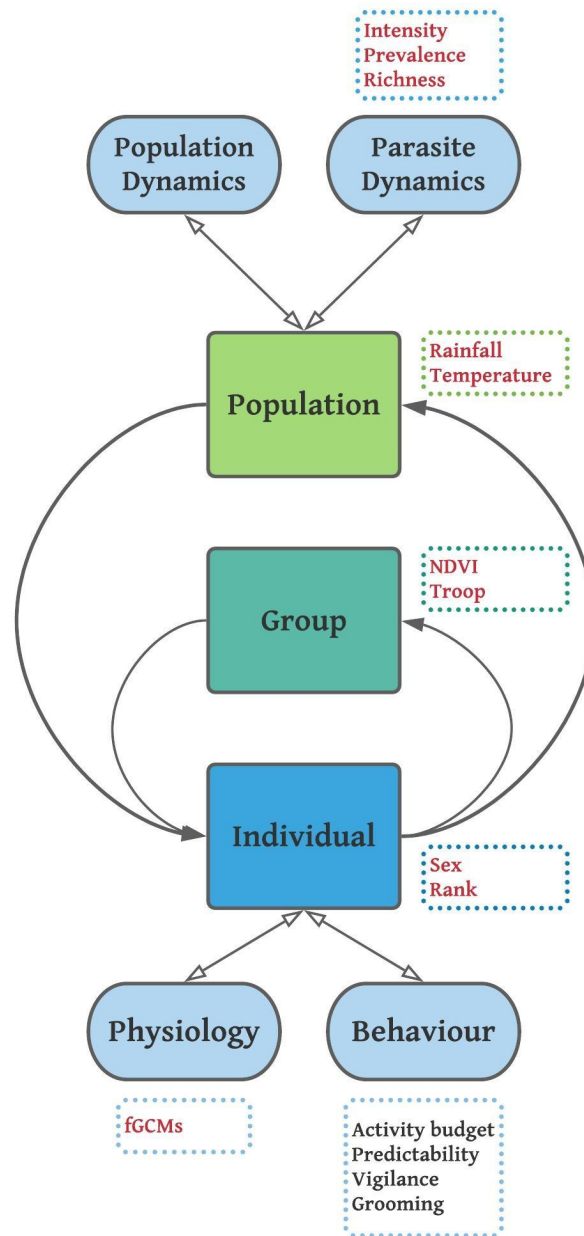 Intensity
Prevalence
Richness
Population
Dynamics
Parasite
Dynamics
Rainfall
Temperature
Population
NDVI
Troop
Group
Individual
Sex
Rank
Physiology
Behaviour
fGCMs
Activity budget
Predictability
Vigilance
Grooming